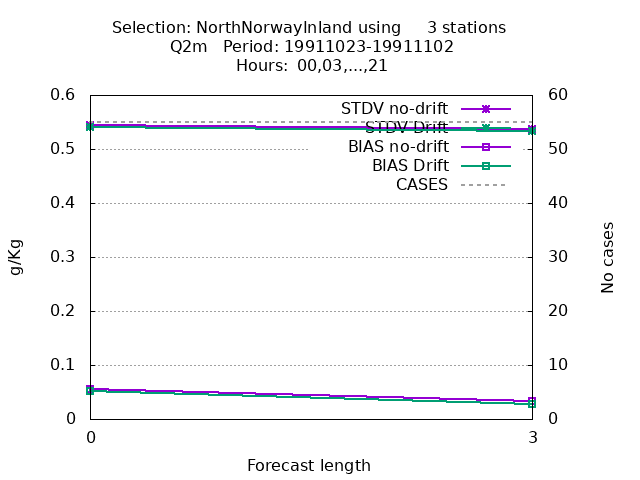 Selection: NorthNorwayInland using     3 stations
Q2m   Period: 19911023-19911102
Hours:  00,03,...,21
STDV no-drift
STDV Drift
BIAS no-drift
BIAS Drift
CASES
0.6
0.5
0.4
0.3
0.2
0.1
0
60
50
40
30
20
10
0
g/Kg
No cases
0
3
Forecast length